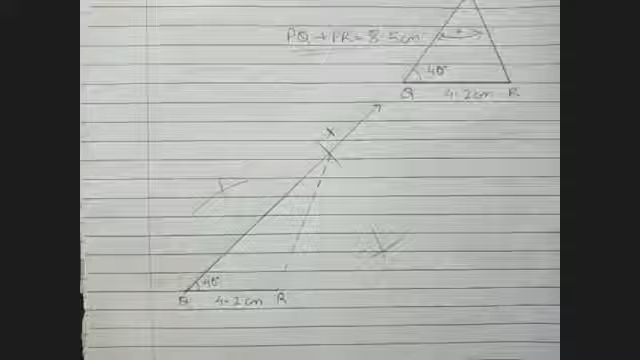 PQ + PR = 8.5cm
40°
Q 4.2cm R
X
40°
Q 4.2cm R